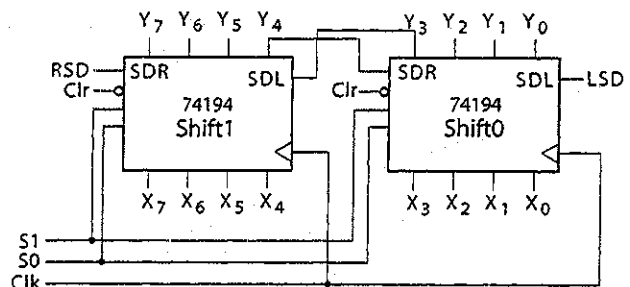 Y7 Y6 Y5 Y4 Y3 Y2 Y1 Y0
RSD SDR SDL SDR SDL LSD
Clr 74194 Clr 74194
Shift1 Shift0
X7 X6 X5 X4 X3 X2 X1 X0
S1
S0
Clk